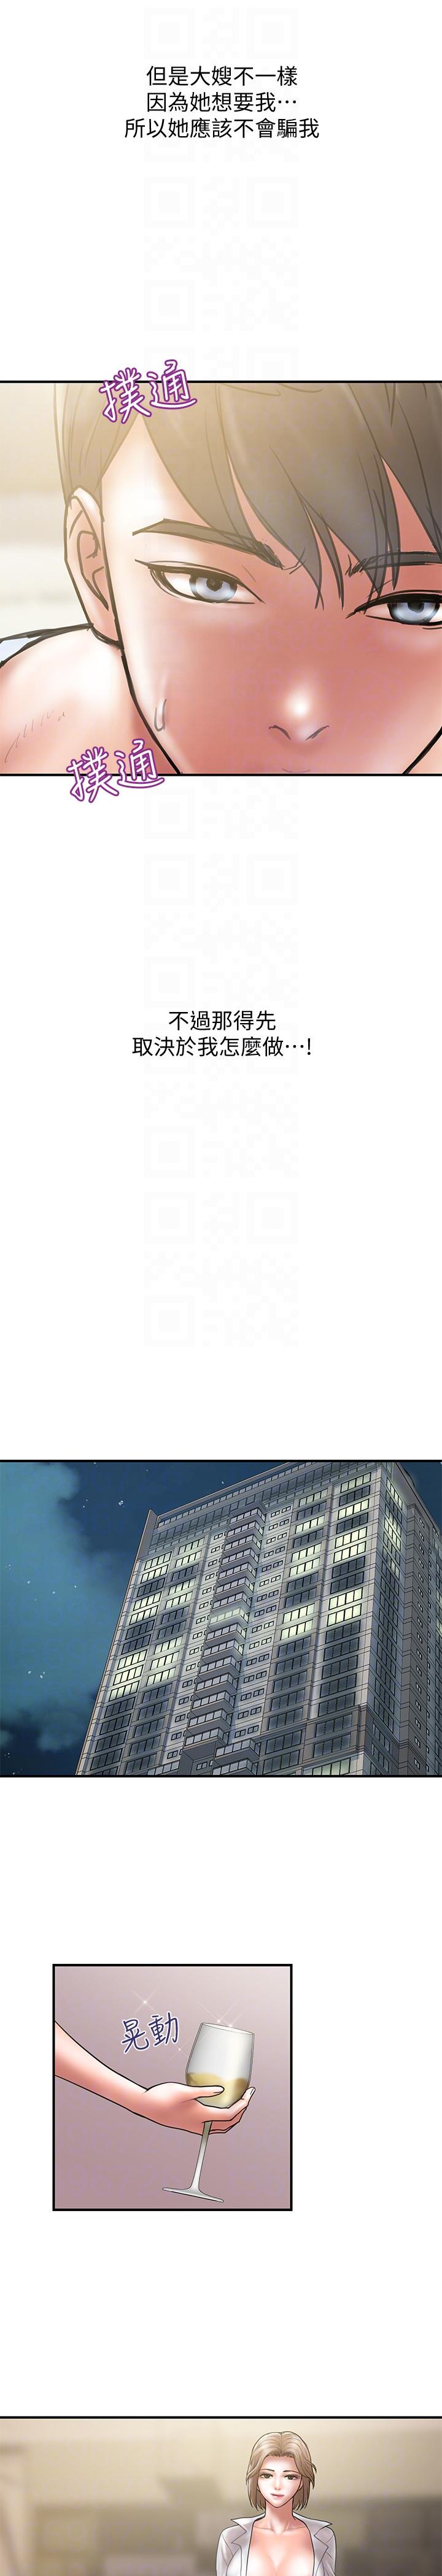 但是大嫂不一樣
因為她想要我⋯
所以她應該不會騙我
撲通
撲通
不過那得先
取決於我怎麼做⋯!
晃動